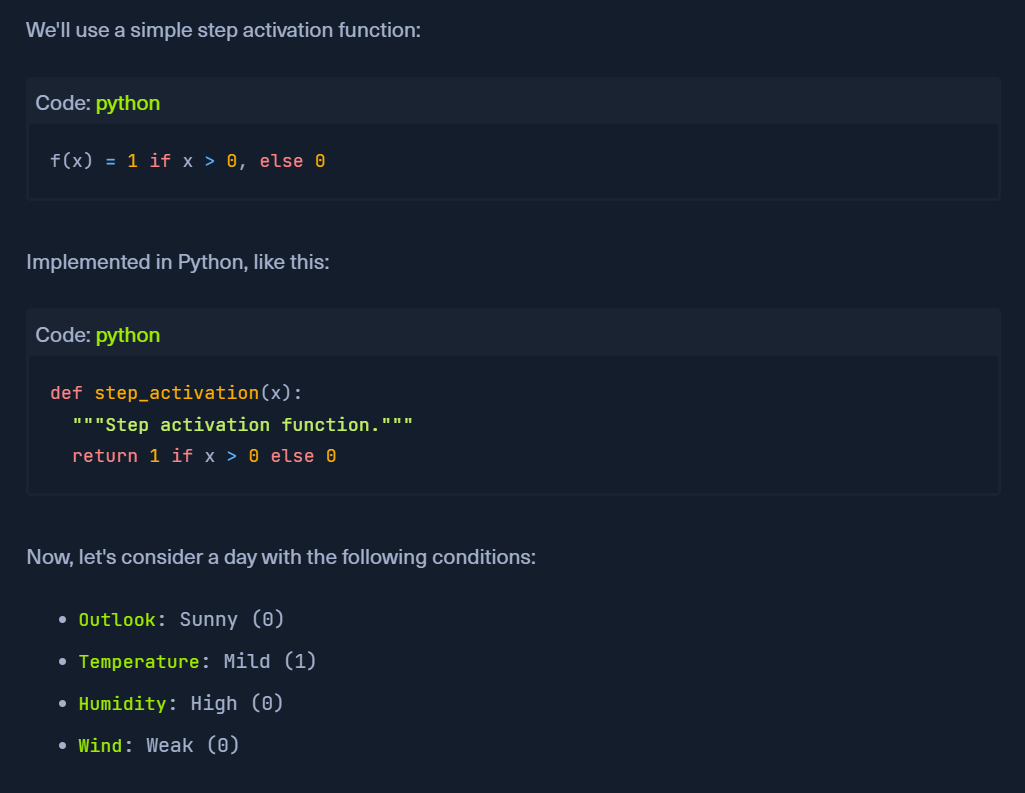 We'll use a simple step activation function:
Code: python
f(x) = 1 if x > 0, else 0
Implemented in Python, like this:
Code: python
def step_activation(x):
  """Step activation function."""
  return 1 if x > 0 else 0
Now, let's consider a day with the following conditions:
• Outlook: Sunny (0)
• Temperature: Mild (1)
• Humidity: High (0)
• Wind: Weak (0)